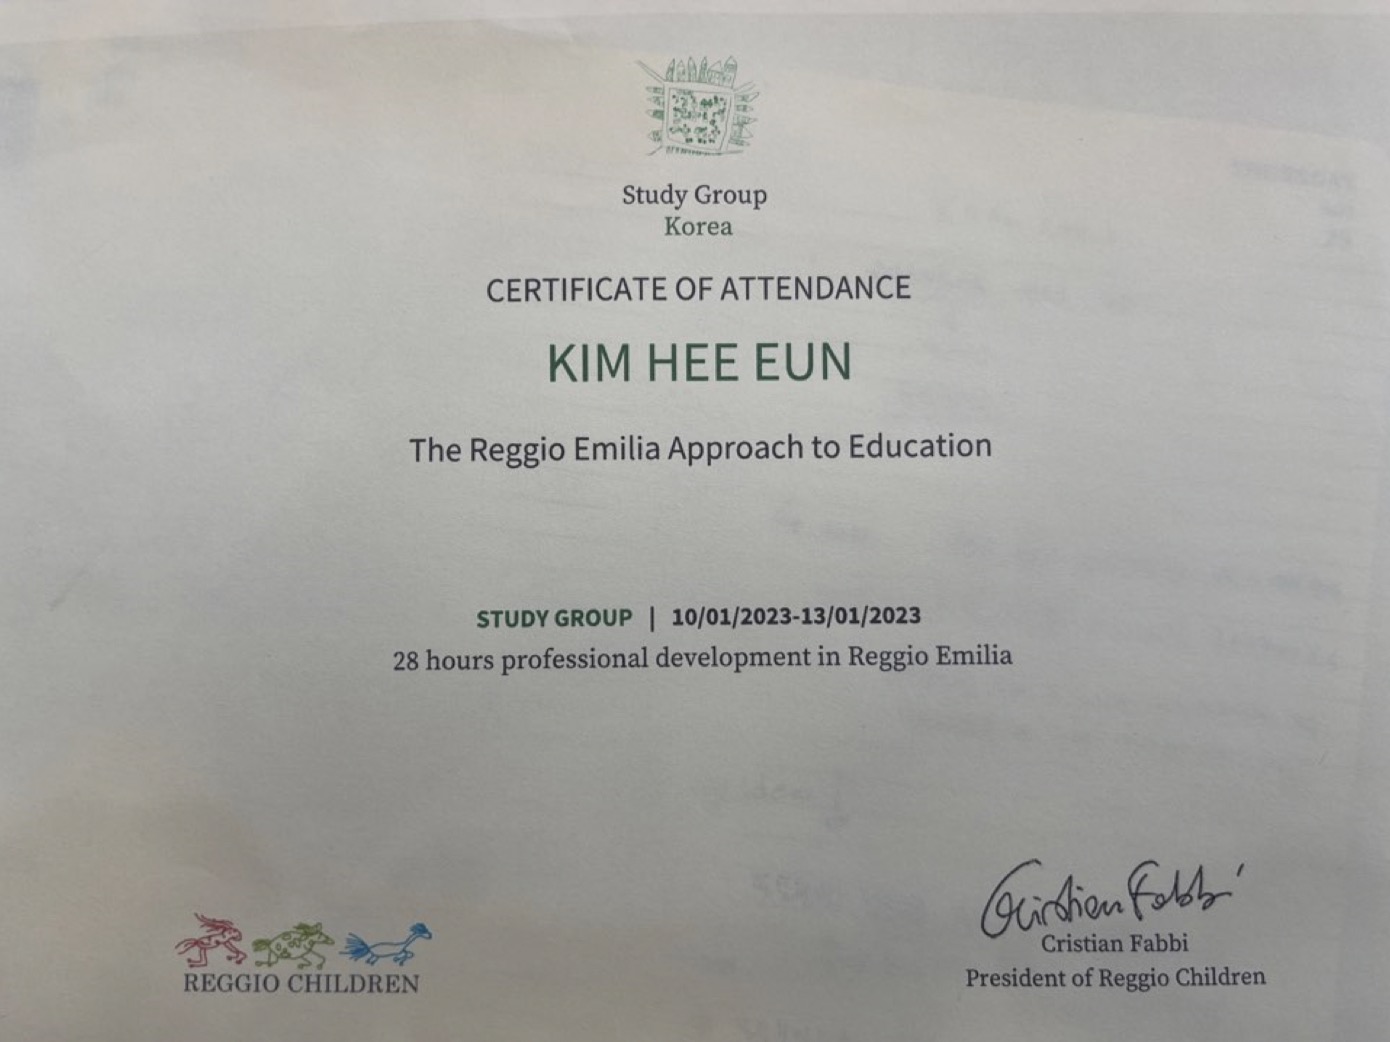 Study Group
Korea
CERTIFICATE OF ATTENDANCE
KIM HEE EUN
The Reggio Emilia Approach to Education
STUDY GROUP | 10/01/2023-13/01/2023
28 hours professional development in Reggio Emilia
REGGIO CHILDREN
Cristian Fabbi
Cristian Fabbi
President of Reggio Children